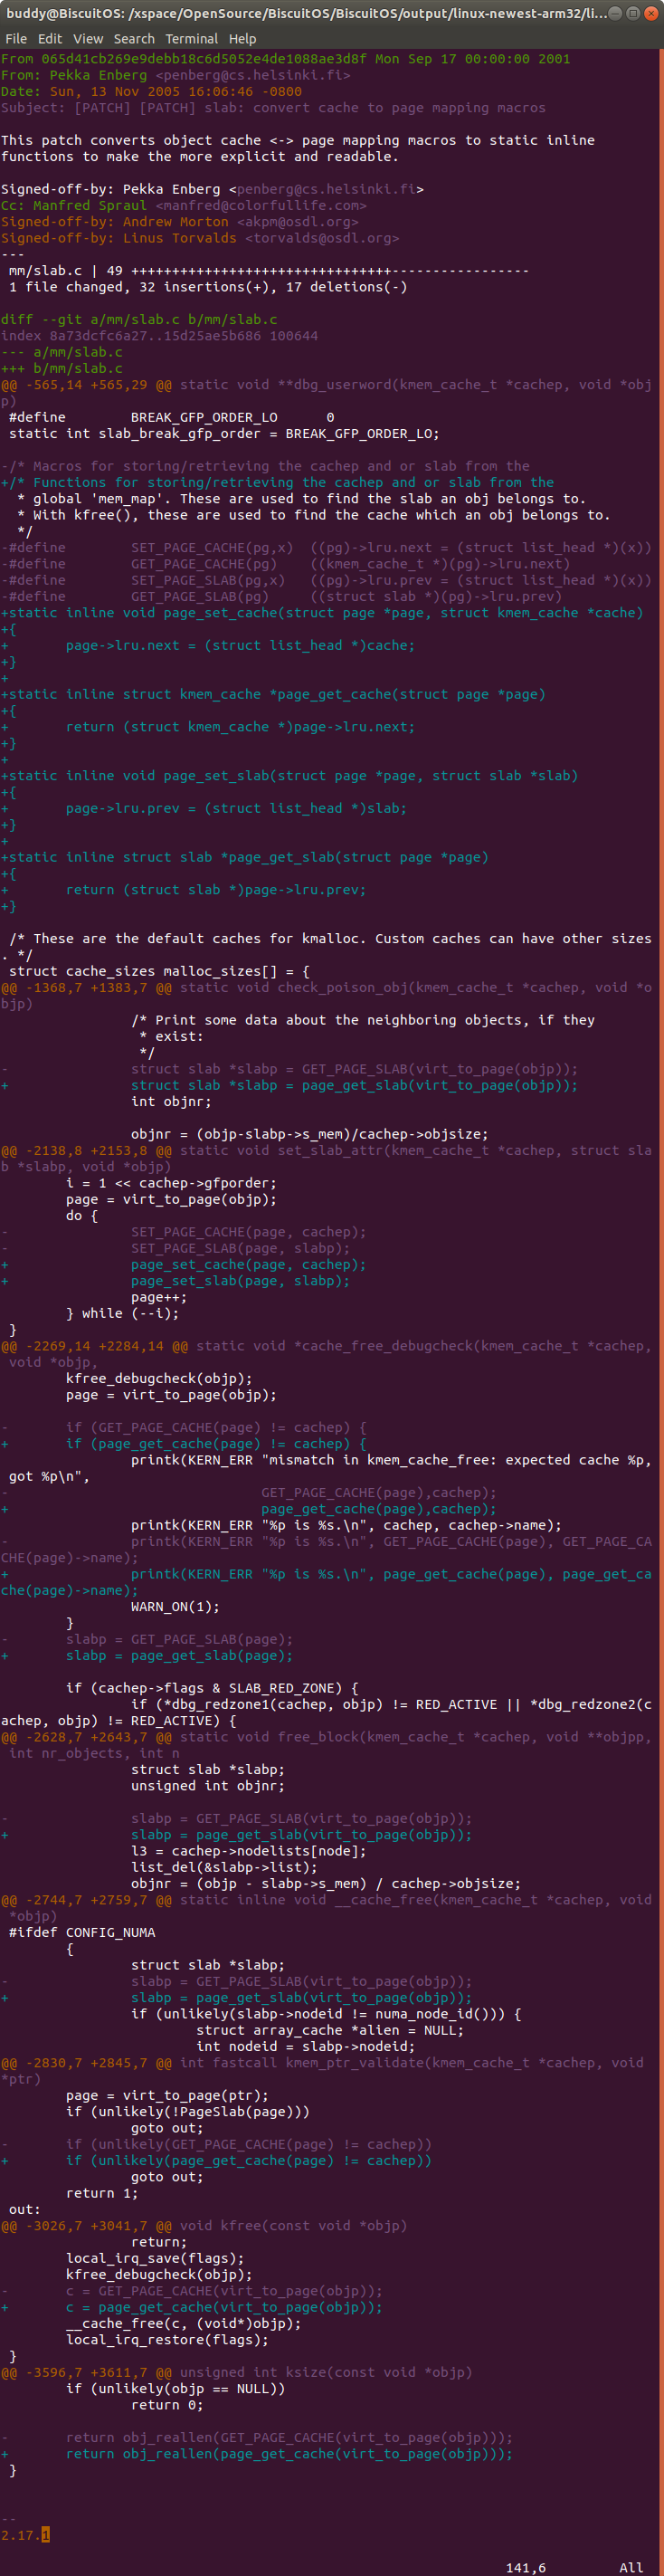 buddy@BiscuitOS: /xspace/OpenSource/BiscuitOS/BiscuitOS/output/linux-newest-arm32/li...
File Edit View Search Terminal Help
From 065d41cb269e9debb18c6d5052e4de1088ae3d8f Mon Sep 17 00:00:00 2001
From: Pekka Enberg <penberg@cs.helsinki.fi>
Date: Sun, 13 Nov 2005 16:06:46 -0800
Subject: [PATCH] [PATCH] slab: convert cache to page mapping macros

This patch converts object cache <-> page mapping macros to static inline
functions to make the more explicit and readable.

Signed-off-by: Pekka Enberg <penberg@cs.helsinki.fi>
Cc: Manfred Spraul <manfred@colorfullife.com>
Signed-off-by: Andrew Morton <akpm@osdl.org>
Signed-off-by: Linus Torvalds <torvalds@osdl.org>
---
 mm/slab.c | 49 ++++++++++++++++++++++++++++++++-----------------
 1 file changed, 32 insertions(+), 17 deletions(-)

diff --git a/mm/slab.c b/mm/slab.c
index 8a73dcfc6a27..15d25ae5b686 100644
--- a/mm/slab.c
+++ b/mm/slab.c
@@ -565,14 +565,29 @@ static void **dbg_userword(kmem_cache_t *cachep, void *obj
p)
 #define        BREAK_GFP_ORDER_LO      0
 static int slab_break_gfp_order = BREAK_GFP_ORDER_LO;

-/* Macros for storing/retrieving the cachep and or slab from the
+/* Functions for storing/retrieving the cachep and or slab from the
  * global 'mem_map'. These are used to find the slab an obj belongs to.
  * With kfree(), these are used to find the cache which an obj belongs to.
  */
-#define        SET_PAGE_CACHE(pg,x)  ((pg)->lru.next = (struct list_head *)(x))
-#define        GET_PAGE_CACHE(pg)    ((kmem_cache_t *)(pg)->lru.next)
-#define        SET_PAGE_SLAB(pg,x)   ((pg)->lru.prev = (struct list_head *)(x))
-#define        GET_PAGE_SLAB(pg)     ((struct slab *)(pg)->lru.prev)
+static inline void page_set_cache(struct page *page, struct kmem_cache *cache)
+{
+       page->lru.next = (struct list_head *)cache;
+}
+
+static inline struct kmem_cache *page_get_cache(struct page *page)
+{
+       return (struct kmem_cache *)page->lru.next;
+}
+
+static inline void page_set_slab(struct page *page, struct slab *slab)
+{
+       page->lru.prev = (struct list_head *)slab;
+}
+
+static inline struct slab *page_get_slab(struct page *page)
+{
+       return (struct slab *)page->lru.prev;
+}

 /* These are the default caches for kmalloc. Custom caches can have other sizes
. */
 struct cache_sizes malloc_sizes[] = {
@@ -1368,7 +1383,7 @@ static void check_poison_obj(kmem_cache_t *cachep, void *o
bjp)
                /* Print some data about the neighboring objects, if they
                 * exist:
                 */
-               struct slab *slabp = GET_PAGE_SLAB(virt_to_page(objp));
+               struct slab *slabp = page_get_slab(virt_to_page(objp));
                int objnr;

                objnr = (objp-slabp->s_mem)/cachep->objsize;
@@ -2138,8 +2153,8 @@ static void set_slab_attr(kmem_cache_t *cachep, struct sla
b *slabp, void *objp)
        i = 1 << cachep->gfporder;
        page = virt_to_page(objp);
        do {
-               SET_PAGE_CACHE(page, cachep);
-               SET_PAGE_SLAB(page, slabp);
+               page_set_cache(page, cachep);
+               page_set_slab(page, slabp);
                page++;
        } while (--i);
 }
@@ -2269,14 +2284,14 @@ static void *cache_free_debugcheck(kmem_cache_t *cachep,
 void *objp,
        kfree_debugcheck(objp);
        page = virt_to_page(objp);

-       if (GET_PAGE_CACHE(page) != cachep) {
+       if (page_get_cache(page) != cachep) {
                printk(KERN_ERR "mismatch in kmem_cache_free: expected cache %p,
 got %p\n",
-                               GET_PAGE_CACHE(page),cachep);
+                               page_get_cache(page),cachep);
                printk(KERN_ERR "%p is %s.\n", cachep, cachep->name);
-               printk(KERN_ERR "%p is %s.\n", GET_PAGE_CACHE(page), GET_PAGE_CA
CHE(page)->name);
+               printk(KERN_ERR "%p is %s.\n", page_get_cache(page), page_get_ca
che(page)->name);
                WARN_ON(1);
        }
-       slabp = GET_PAGE_SLAB(page);
+       slabp = page_get_slab(page);

        if (cachep->flags & SLAB_RED_ZONE) {
                if (*dbg_redzone1(cachep, objp) != RED_ACTIVE || *dbg_redzone2(c
achep, objp) != RED_ACTIVE) {
@@ -2628,7 +2643,7 @@ static void free_block(kmem_cache_t *cachep, void **objpp,
 int nr_objects, int n
                struct slab *slabp;
                unsigned int objnr;

-               slabp = GET_PAGE_SLAB(virt_to_page(objp));
+               slabp = page_get_slab(virt_to_page(objp));
                l3 = cachep->nodelists[node];
                list_del(&slabp->list);
                objnr = (objp - slabp->s_mem) / cachep->objsize;
@@ -2744,7 +2759,7 @@ static inline void __cache_free(kmem_cache_t *cachep, void
 *objp)
 #ifdef CONFIG_NUMA
        {
                struct slab *slabp;
-               slabp = GET_PAGE_SLAB(virt_to_page(objp));
+               slabp = page_get_slab(virt_to_page(objp));
                if (unlikely(slabp->nodeid != numa_node_id())) {
                        struct array_cache *alien = NULL;
                        int nodeid = slabp->nodeid;
@@ -2830,7 +2845,7 @@ int fastcall kmem_ptr_validate(kmem_cache_t *cachep, void
*ptr)
        page = virt_to_page(ptr);
        if (unlikely(!PageSlab(page)))
                goto out;
-       if (unlikely(GET_PAGE_CACHE(page) != cachep))
+       if (unlikely(page_get_cache(page) != cachep))
                goto out;
        return 1;
 out:
@@ -3026,7 +3041,7 @@ void kfree(const void *objp)
                return;
        local_irq_save(flags);
        kfree_debugcheck(objp);
-       c = GET_PAGE_CACHE(virt_to_page(objp));
+       c = page_get_cache(virt_to_page(objp));
        __cache_free(c, (void*)objp);
        local_irq_restore(flags);
 }
@@ -3596,7 +3611,7 @@ unsigned int ksize(const void *objp)
        if (unlikely(objp == NULL))
                return 0;

-       return obj_reallen(GET_PAGE_CACHE(virt_to_page(objp)));
+       return obj_reallen(page_get_cache(virt_to_page(objp)));
 }


--
2.17.1

141,6 All